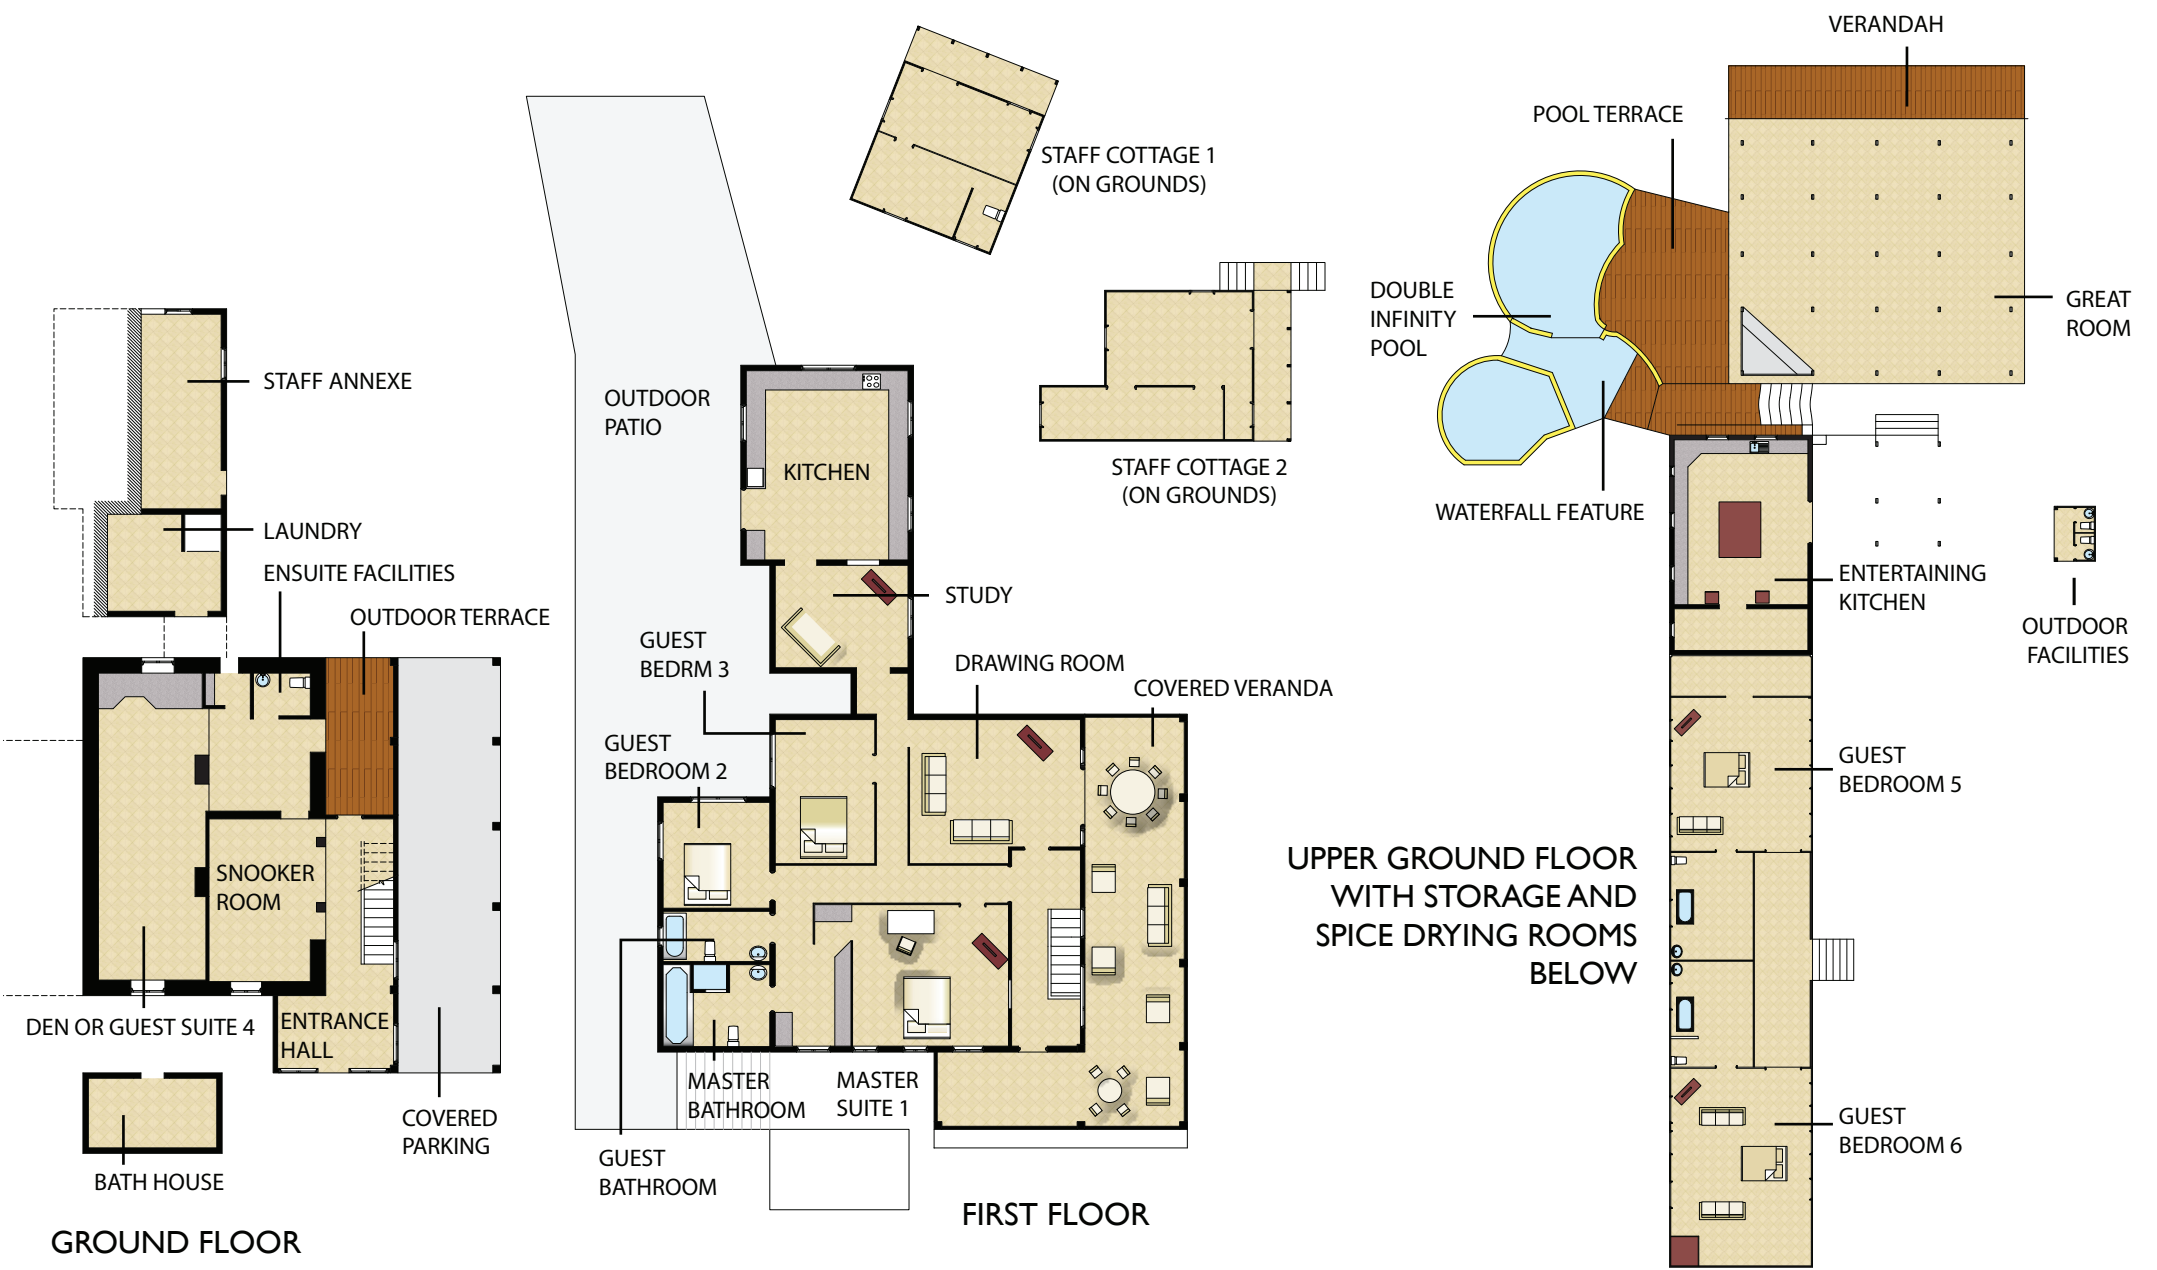 STAFF ANNEXE
LAUNDRY
ENSUITE FACILITIES
OUTDOOR TERRACE
SNOOKER
ROOM
DEN OR GUEST SUITE 4
ENTRANCE
HALL
COVERED
PARKING
BATH HOUSE
GROUND FLOOR
STAFF COTTAGE 1
(ON GROUNDS)
STAFF COTTAGE 2
(ON GROUNDS)
OUTDOOR
PATIO
KITCHEN
STUDY
GUEST
BEDRM 3
DRAWING ROOM
COVERED VERANDA
GUEST
BEDROOM 2
MASTER
BATHROOM
MASTER
SUITE 1
GUEST
BATHROOM
FIRST FLOOR
VERANDAH
POOL TERRACE
DOUBLE
INFINITY
POOL
GREAT
ROOM
WATERFALL FEATURE
ENTERTAINING
KITCHEN
OUTDOOR
FACILITIES
GUEST
BEDROOM 5
UPPER GROUND FLOOR
WITH STORAGE AND
SPICE DRYING ROOMS
BELOW
GUEST
BEDROOM 6